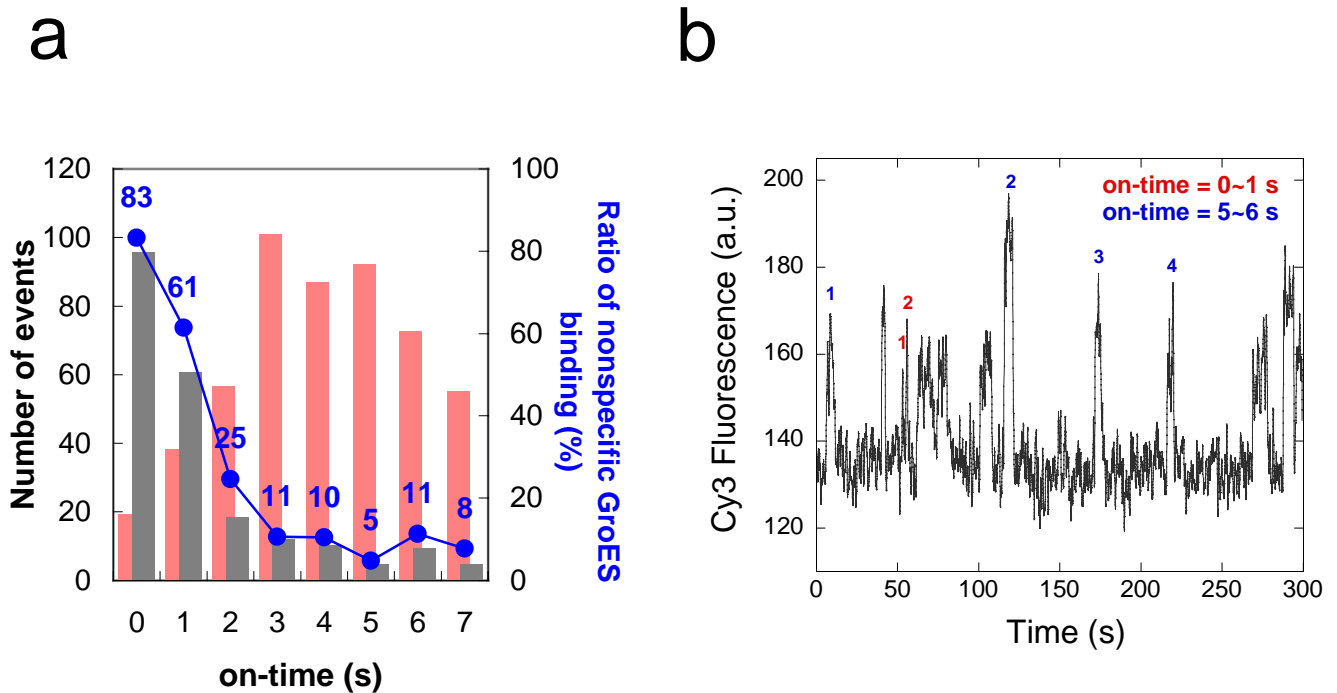 a
b
120
100
80
60
40
20
0
Number of events
83
61
25
11
10
5
11
8
100
80
60
40
20
0
Ratio of nonspecific GroES
binding (%)
0 1 2 3 4 5 6 7
on-time (s)
200
180
160
140
120
Cy3 Fluorescence (a.u.)
on-time = 0~1 s
on-time = 5~6 s
1
1
2
2
3
4
0 50 100 150 200 250 300
Time (s)